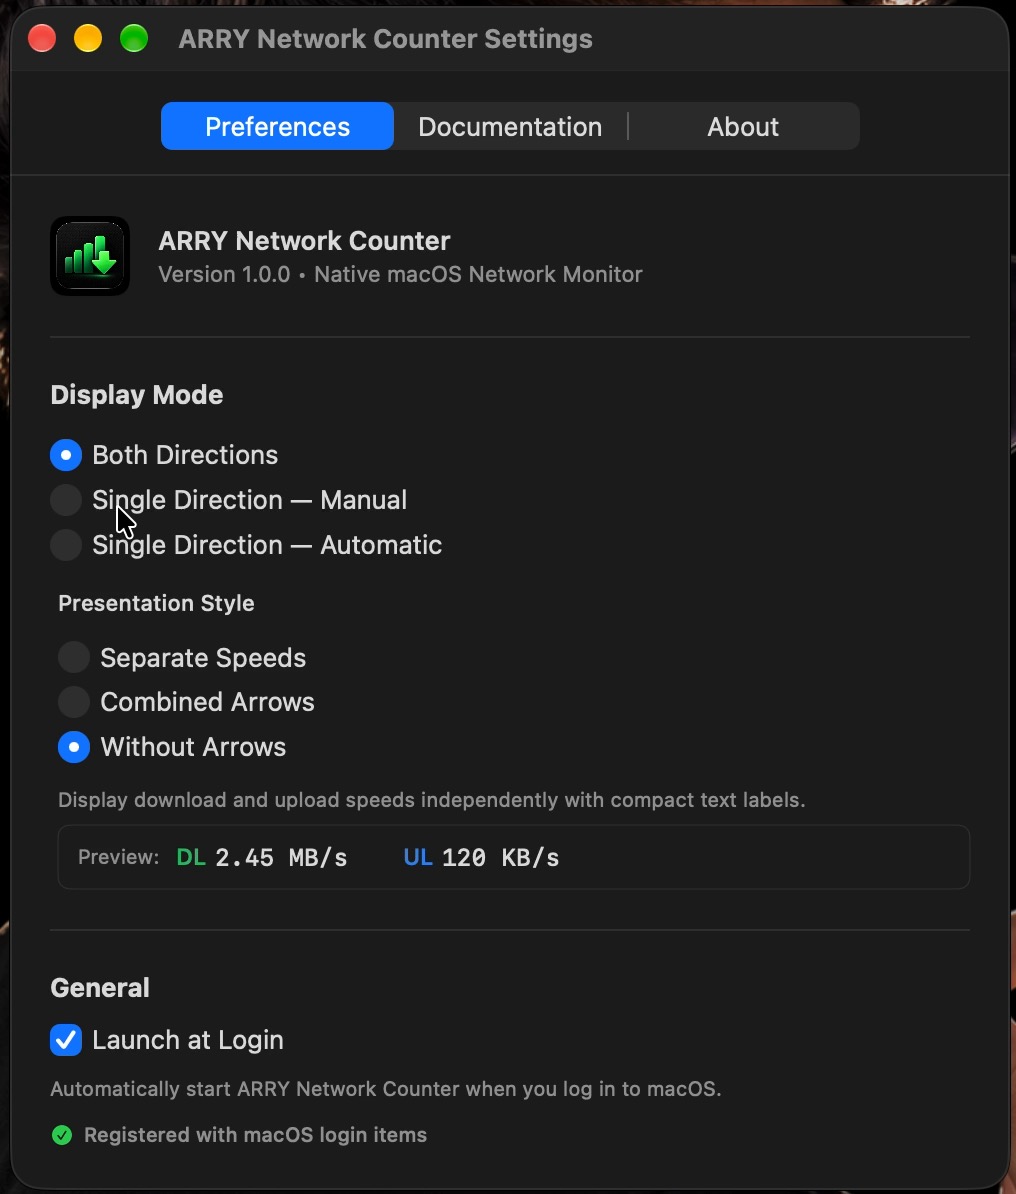 ARRY Network Counter Settings
Preferences Documentation About
ARRY Network Counter
Version 1.0.0 • Native macOS Network Monitor
Display Mode
Both Directions
Single Direction — Manual
Single Direction — Automatic
Presentation Style
Separate Speeds
Combined Arrows
Without Arrows
Display download and upload speeds independently with compact text labels.
Preview: DL 2.45 MB/s UL 120 KB/s
General
Launch at Login
Automatically start ARRY Network Counter when you log in to macOS.
Registered with macOS login items